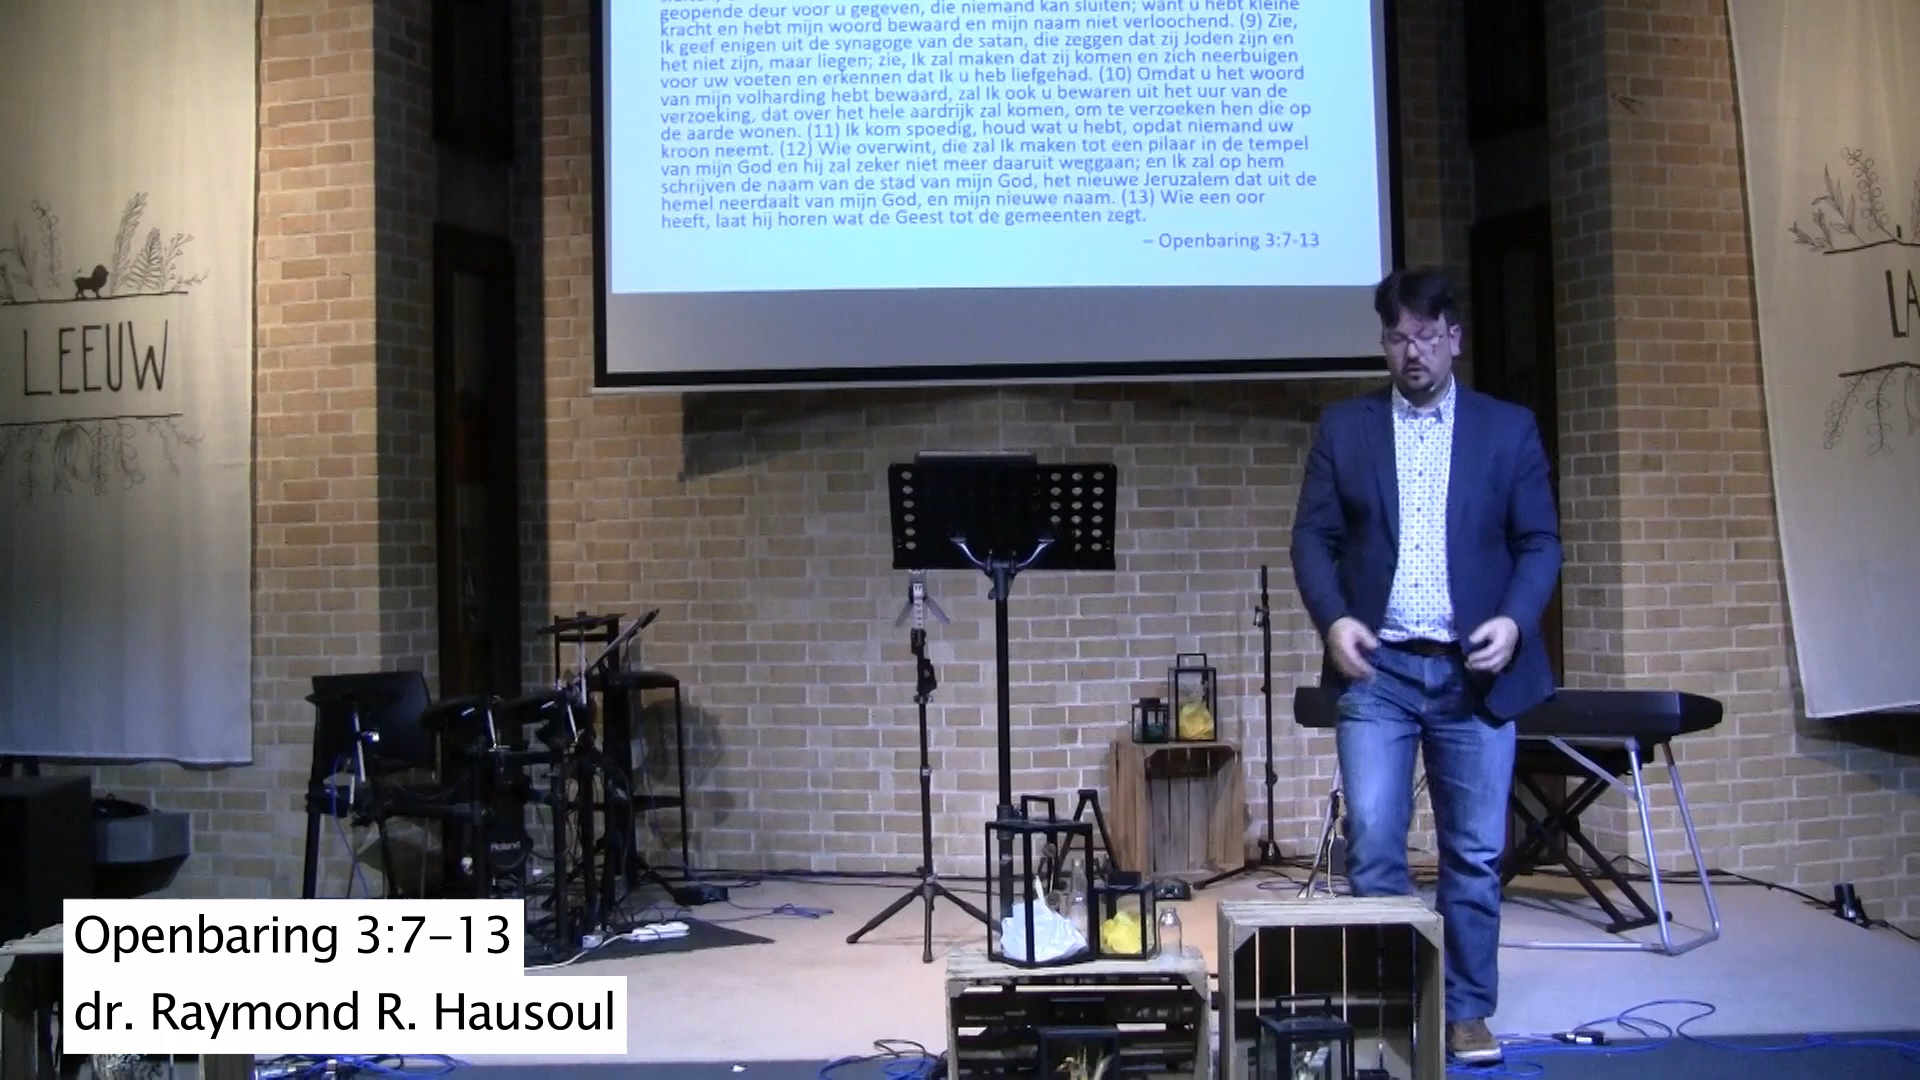 geopende deur voor u gegeven, die niemand kan sluiten; want u hebt kleine
kracht en hebt mijn woord bewaard en mijn naam niet verloochend. (9) Zie,
Ik geef enigen uit de synagoge van de satan, die zeggen dat zij Joden zijn en
het niet zijn, maar liegen; zie, Ik zal maken dat zij komen en zich neerbuigen
voor uw voeten en erkennen dat Ik u heb liefgehad. (10) Omdat u het woord
van mijn volharding hebt bewaard, zal Ik ook u bewaren uit het uur van de
verzoeking, dat over het hele aardrijk zal komen, om te verzoeken hen die op
de aarde wonen. (11) Ik kom spoedig, houd wat u hebt, opdat niemand uw
kroon neemt. (12) Wie overwint, die zal Ik maken tot een pilaar in de tempel
van mijn God en hij zal zeker niet meer daaruit weggaan; en Ik zal op hem
schrijven de naam van de stad van mijn God, het nieuwe Jeruzalem dat uit de
hemel neerdaalt van mijn God, en mijn nieuwe naam. (13) Wie een oor
heeft, laat hij horen wat de Geest tot de gemeenten zegt.
– Openbaring 3:7-13
LEEUW
LA
Roland
Openbaring 3:7-13
dr. Raymond R. Hausoul